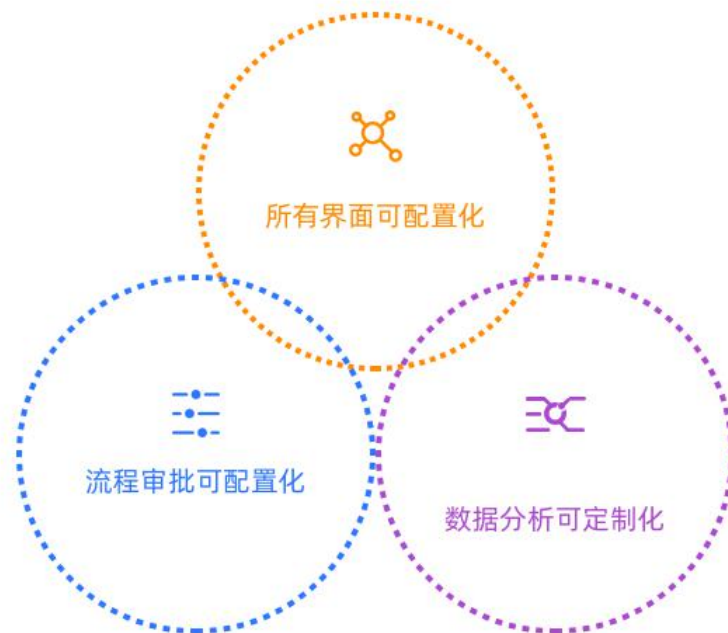 所有界面可配置化
流程审批可配置化
数据分析可定制化